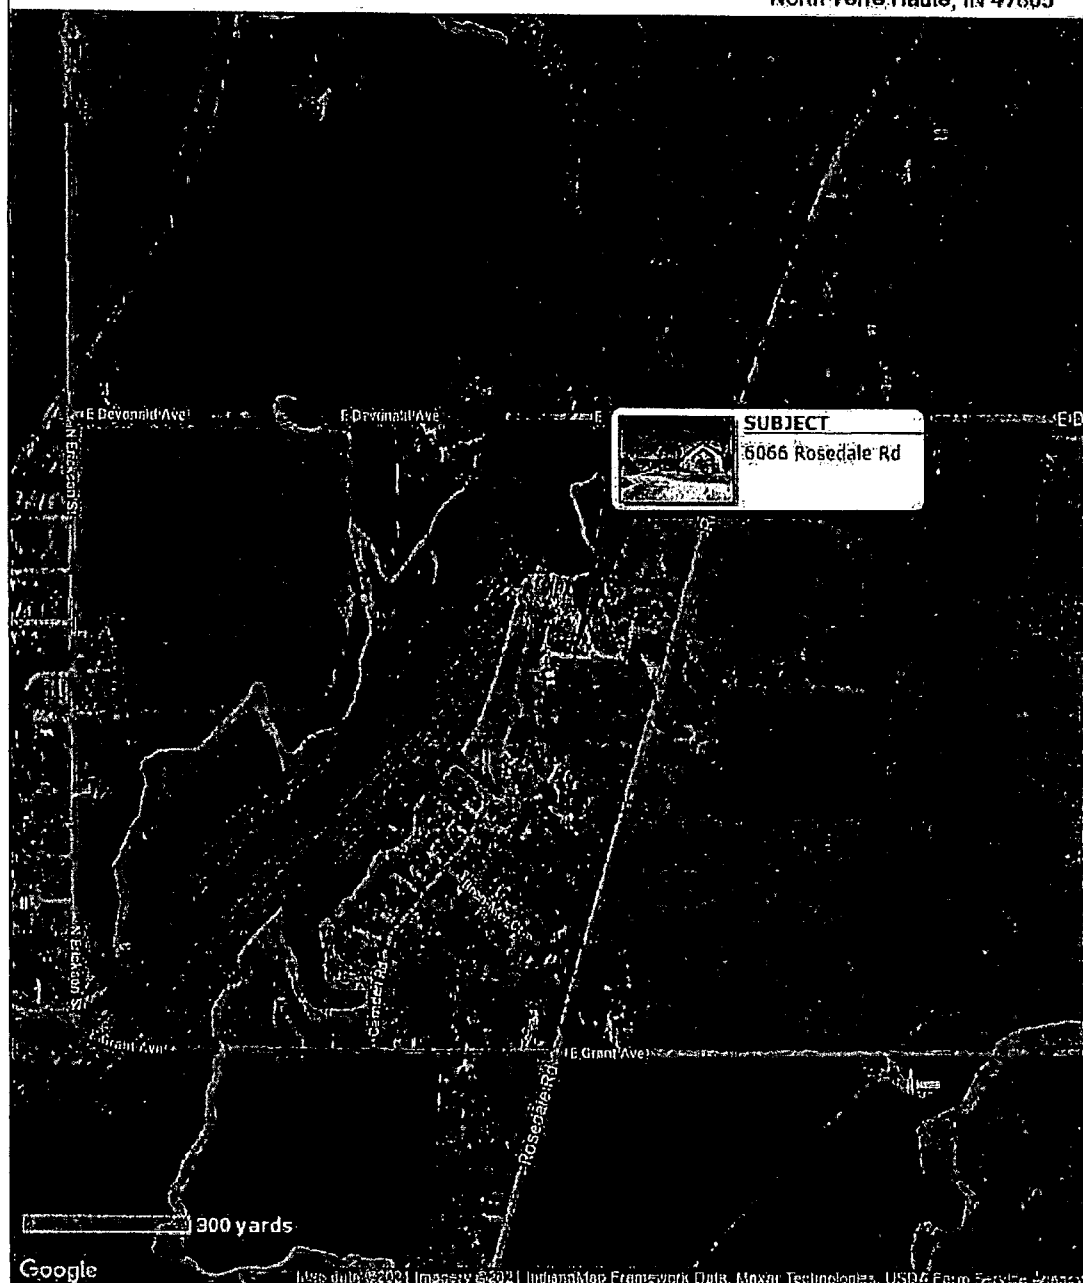 North Terre Haute, IN 47805
E Devonald Ave
E Devonald Ave
E
E D
SUBJECT
6066 Rosedale Rd
N Erickson St
N Erickson St
Camden Rd
Grant Ave
E Grant Ave
Rosedale Rd
300 yards
Google
Map data ©2021 Imagery ©2021 IndianaMap Framework Data, Maxar Technologies, USDA Farm Service Agency